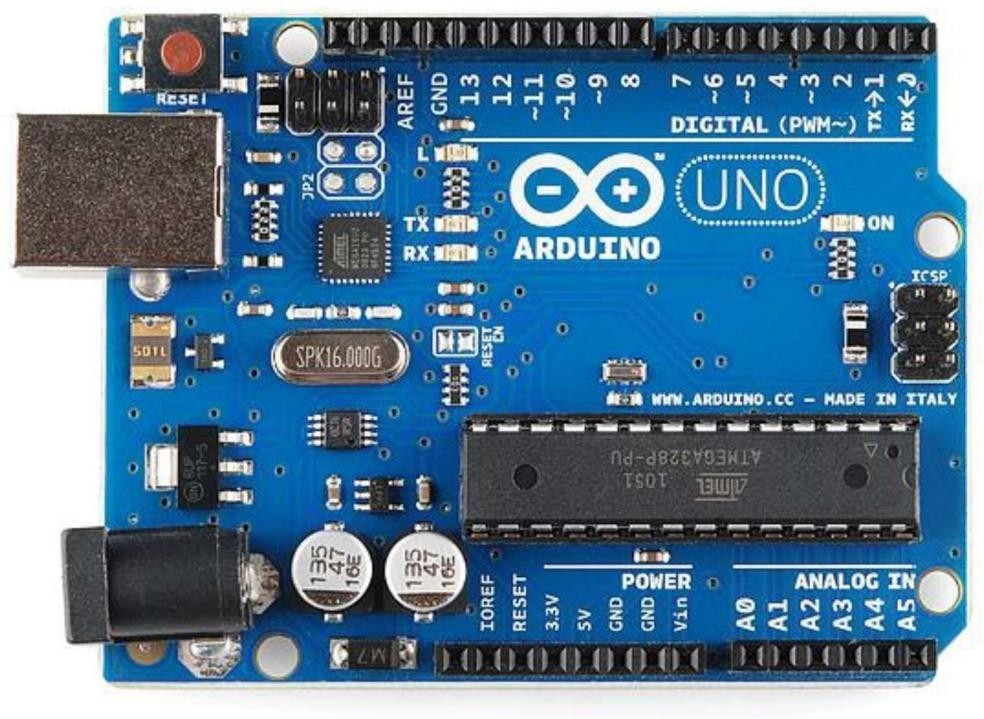 RESET
AREF
GND
13
12
~11
~10
~9
8
7
~6
~5
4
~3
2
TX→1
RX←0
DIGITAL (PWM~)
L
JP2
TX
RX
ARDUINO
UNO
™
ON
ICSP
RESET
EN
501L
SPK16.000G
WWW.ARDUINO.CC – MADE IN ITALY
ATMEL
ATMEGA328P-PU
1051
135
47
16E
135
47
16E
M7
POWER
IOREF
RESET
3.3V
5V
GND
GND
Vin
ANALOG IN
A0
A1
A2
A3
A4
A5